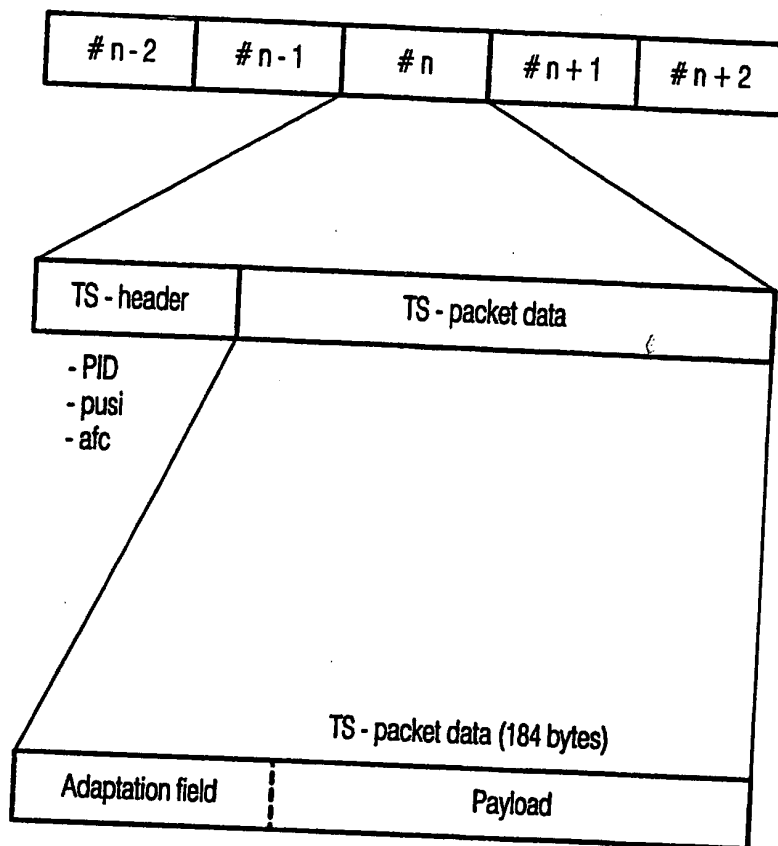 # n - 2 # n - 1 # n # n + 1 # n + 2
TS - header TS - packet data
- PID
- pusi
- afc
TS - packet data (184 bytes)
Adaptation field Payload